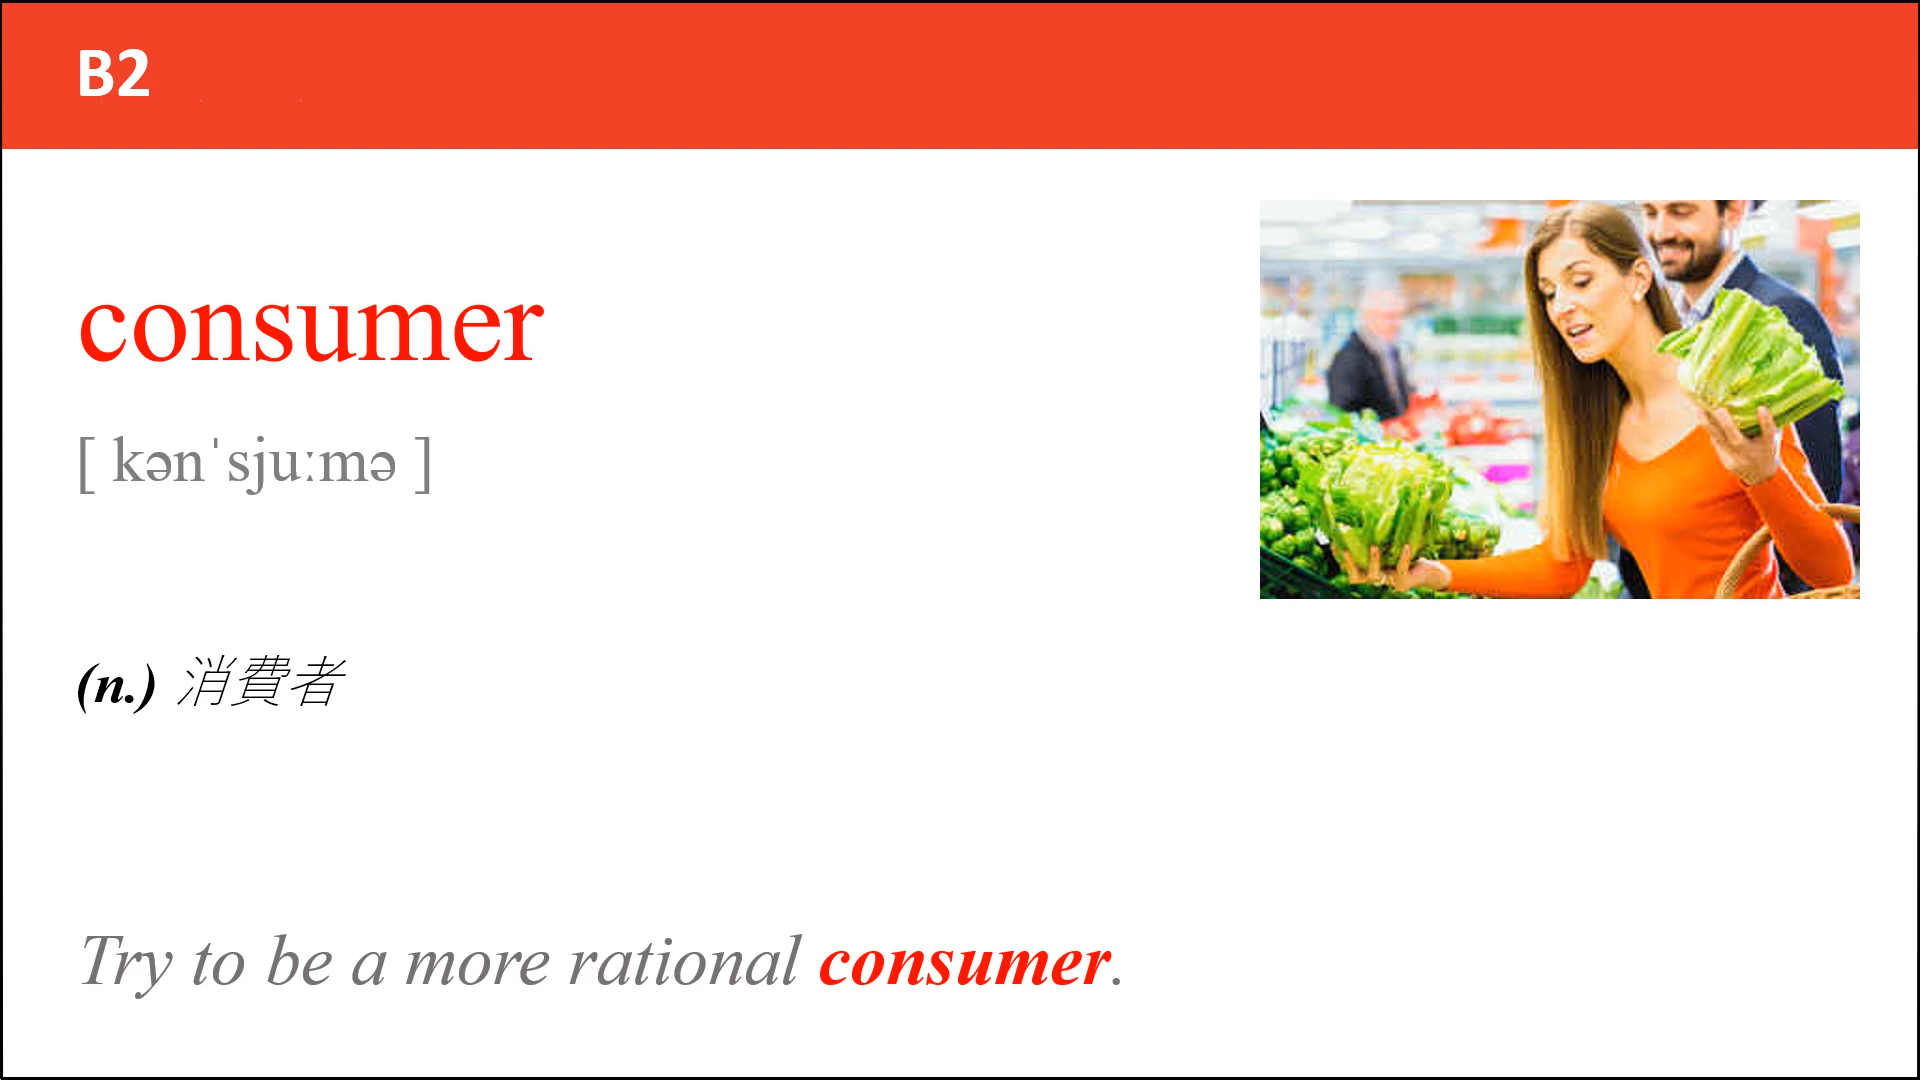 B2
consumer
[ kənˈsjuːmə ]
(n.) 消費者
Try to be a more rational consumer.